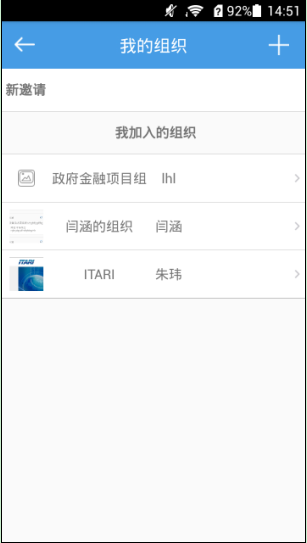 92% 14:51
我的组织
新邀请
我加入的组织
政府金融项目组 lhl
闫涵的组织 闫涵
ITARI
ITARI 朱玮